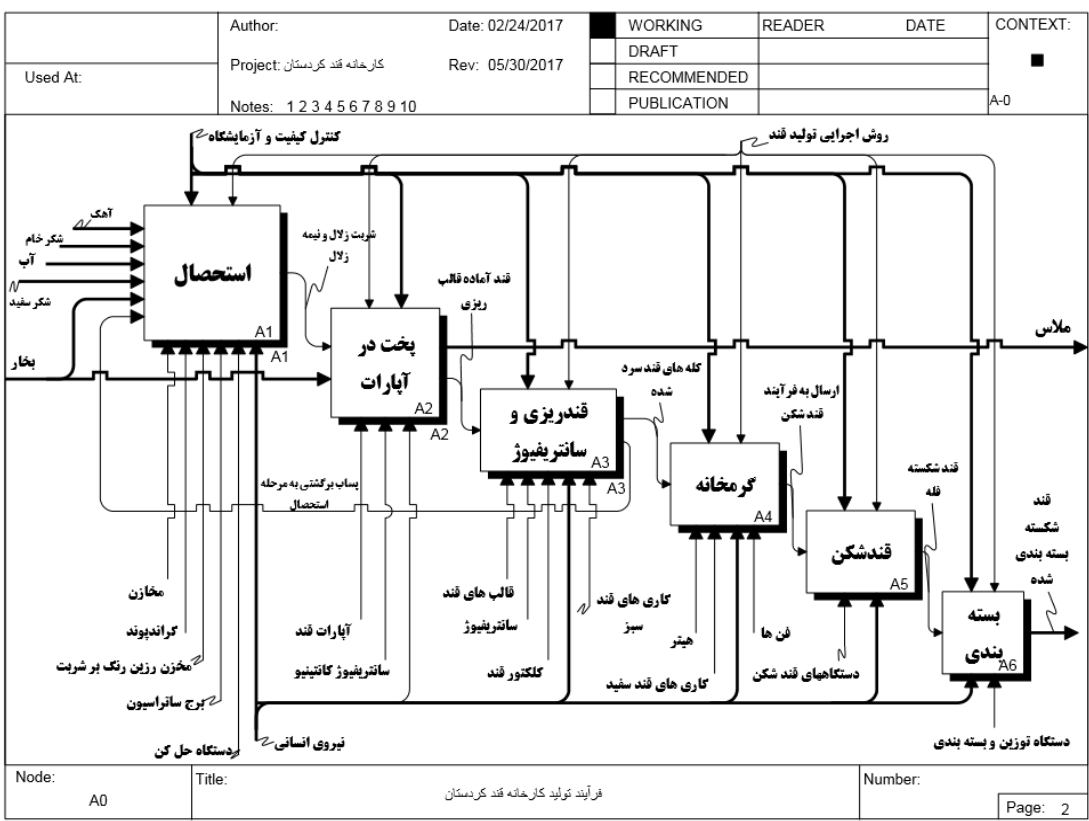 Used At:
Author:
Date: 02/24/2017
Project: کارخانه قند کردستان
Rev: 05/30/2017
Notes: 1 2 3 4 5 6 7 8 9 10
WORKING
DRAFT
RECOMMENDED
PUBLICATION
READER
DATE
CONTEXT:
A-0
کنترل کیفیت و آزمایشگاه
روش اجرایی تولید قند
آهک
شکر خام
آب
شکر سفید
بخار
استحصال
A1
A1
شربت زلال و نیمه
زلال
پخت در
آپارات
A2
A2
قند آماده قالب
ریزی
ملاس
قندریزی و
سانتریفیوژ
A3
A3
کله های قند سرد
شده
گرمخانه
A4
ارسال به فرآیند
قند شکن
قندشکن
A5
قند شکسته
فله
بسته
بندی
A6
قند
شکسته
بسته بندی
شده
پساب برگشتی به مرحله
استحصال
مخازن
گراندپوند
مخزن رزین رنگ بر شربت
برج ساتراسیون
دستگاه حل کن
نیروی انسانی
آپارات قند
سانتریفیوژ کانتینیو
قالب های قند
سانتریفیوژ
کلکتور قند
کاری های قند
سبز
هیتر
کاری های قند سفید
فن ها
دستگاههای قند شکن
دستگاه توزین و بسته بندی
Node:
A0
Title:
فرآیند تولید کارخانه قند کردستان
Number:
Page: 2